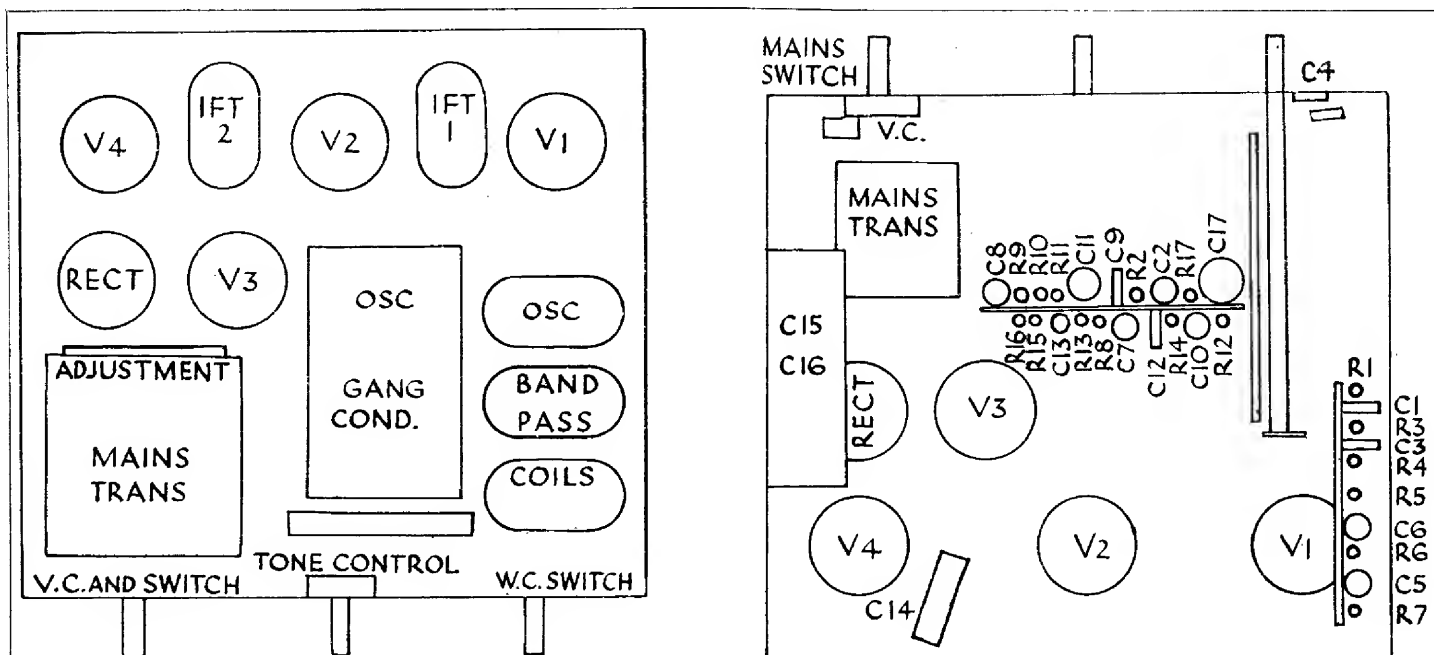 V4
IFT
2
V2
IFT
1
V1
RECT
V3
OSC
GANG
COND.
OSC
BAND
PASS
COILS
ADJUSTMENT
MAINS
TRANS
TONE CONTROL
V.C. AND SWITCH
W.C. SWITCH
MAINS
SWITCH
V.C.
C4
MAINS
TRANS
C8
R9
R10
R11
C11
C9
R2
C2
R17
C17
R16
R15
C13
R13
R8
C7
C12
R14
C10
R12
C15
C16
RECT
V3
R1
C1
R3
C3
R4
R5
C6
R6
C5
R7
V4
V2
V1
C14